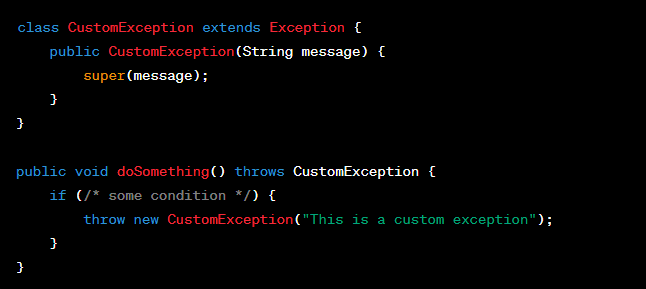 class CustomException extends Exception {
    public CustomException(String message) {
        super(message);
    }
}

public void doSomething() throws CustomException {
    if (/* some condition */) {
        throw new CustomException("This is a custom exception");
    }
}